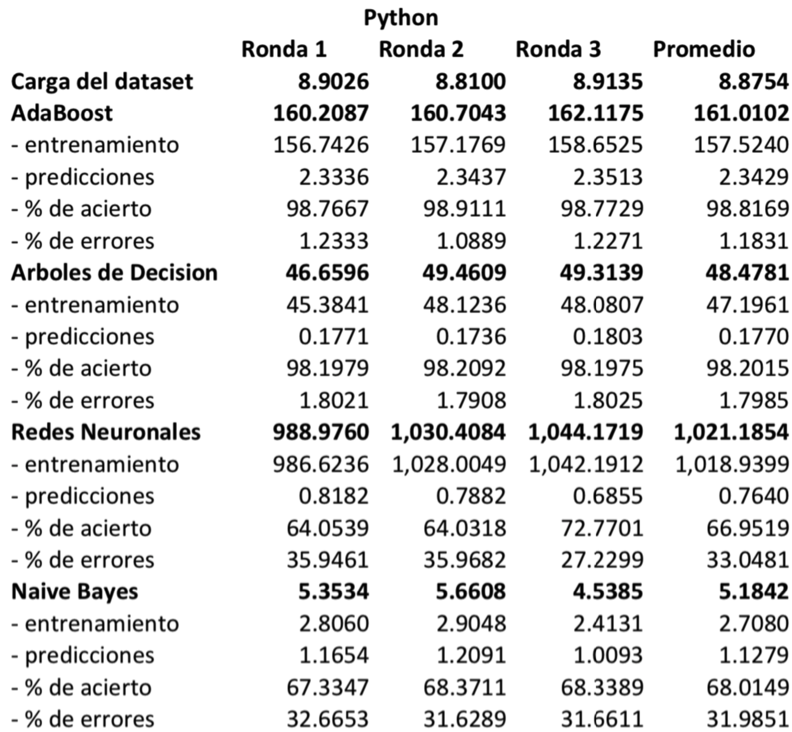 Python
Ronda 1 Ronda 2 Ronda 3 Promedio
Carga del dataset 8.9026 8.8100 8.9135 8.8754
AdaBoost 160.2087 160.7043 162.1175 161.0102
- entrenamiento 156.7426 157.1769 158.6525 157.5240
- predicciones 2.3336 2.3437 2.3513 2.3429
- % de acierto 98.7667 98.9111 98.7729 98.8169
- % de errores 1.2333 1.0889 1.2271 1.1831
Arboles de Decision 46.6596 49.4609 49.3139 48.4781
- entrenamiento 45.3841 48.1236 48.0807 47.1961
- predicciones 0.1771 0.1736 0.1803 0.1770
- % de acierto 98.1979 98.2092 98.1975 98.2015
- % de errores 1.8021 1.7908 1.8025 1.7985
Redes Neuronales 988.9760 1,030.4084 1,044.1719 1,021.1854
- entrenamiento 986.6236 1,028.0049 1,042.1912 1,018.9399
- predicciones 0.8182 0.7882 0.6855 0.7640
- % de acierto 64.0539 64.0318 72.7701 66.9519
- % de errores 35.9461 35.9682 27.2299 33.0481
Naive Bayes 5.3534 5.6608 4.5385 5.1842
- entrenamiento 2.8060 2.9048 2.4131 2.7080
- predicciones 1.1654 1.2091 1.0093 1.1279
- % de acierto 67.3347 68.3711 68.3389 68.0149
- % de errores 32.6653 31.6289 31.6611 31.9851